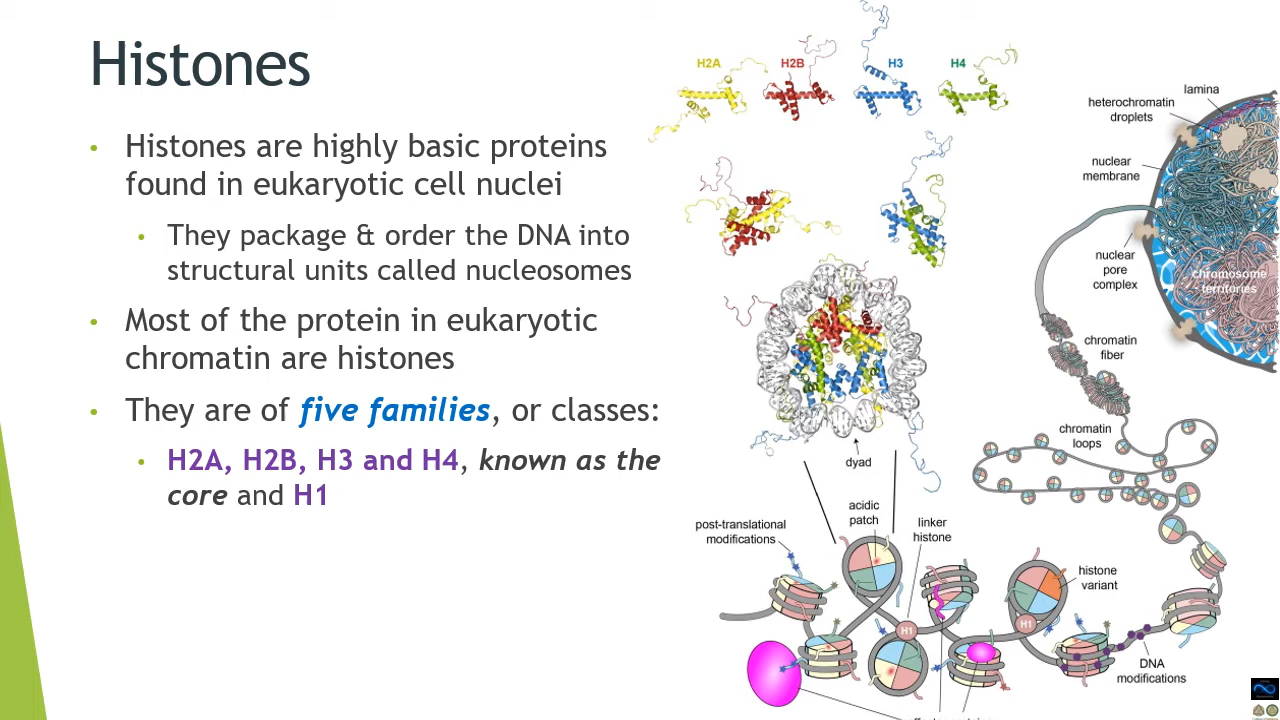 Histones
Histones are highly basic proteins
found in eukaryotic cell nuclei
They package & order the DNA into
structural units called nucleosomes
Most of the protein in eukaryotic
chromatin are histones
They are of five families, or classes:
H2A, H2B, H3 and H4, known as the
core and H1
H2A
H2B
H3
H4
lamina
heterochromatin
droplets
nuclear
membrane
nuclear
pore
complex
chromosome
territories
chromatin
fiber
chromatin
loops
dyad
acidic
patch
linker
histone
post-translational
modifications
histone
variant
H1
H1
DNA
modifications